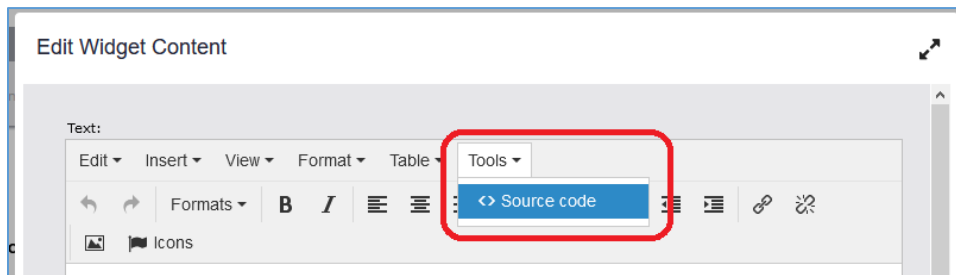 Edit Widget Content
Text:
Edit Insert View Format Table Tools
Formats B I <> Source code
Icons